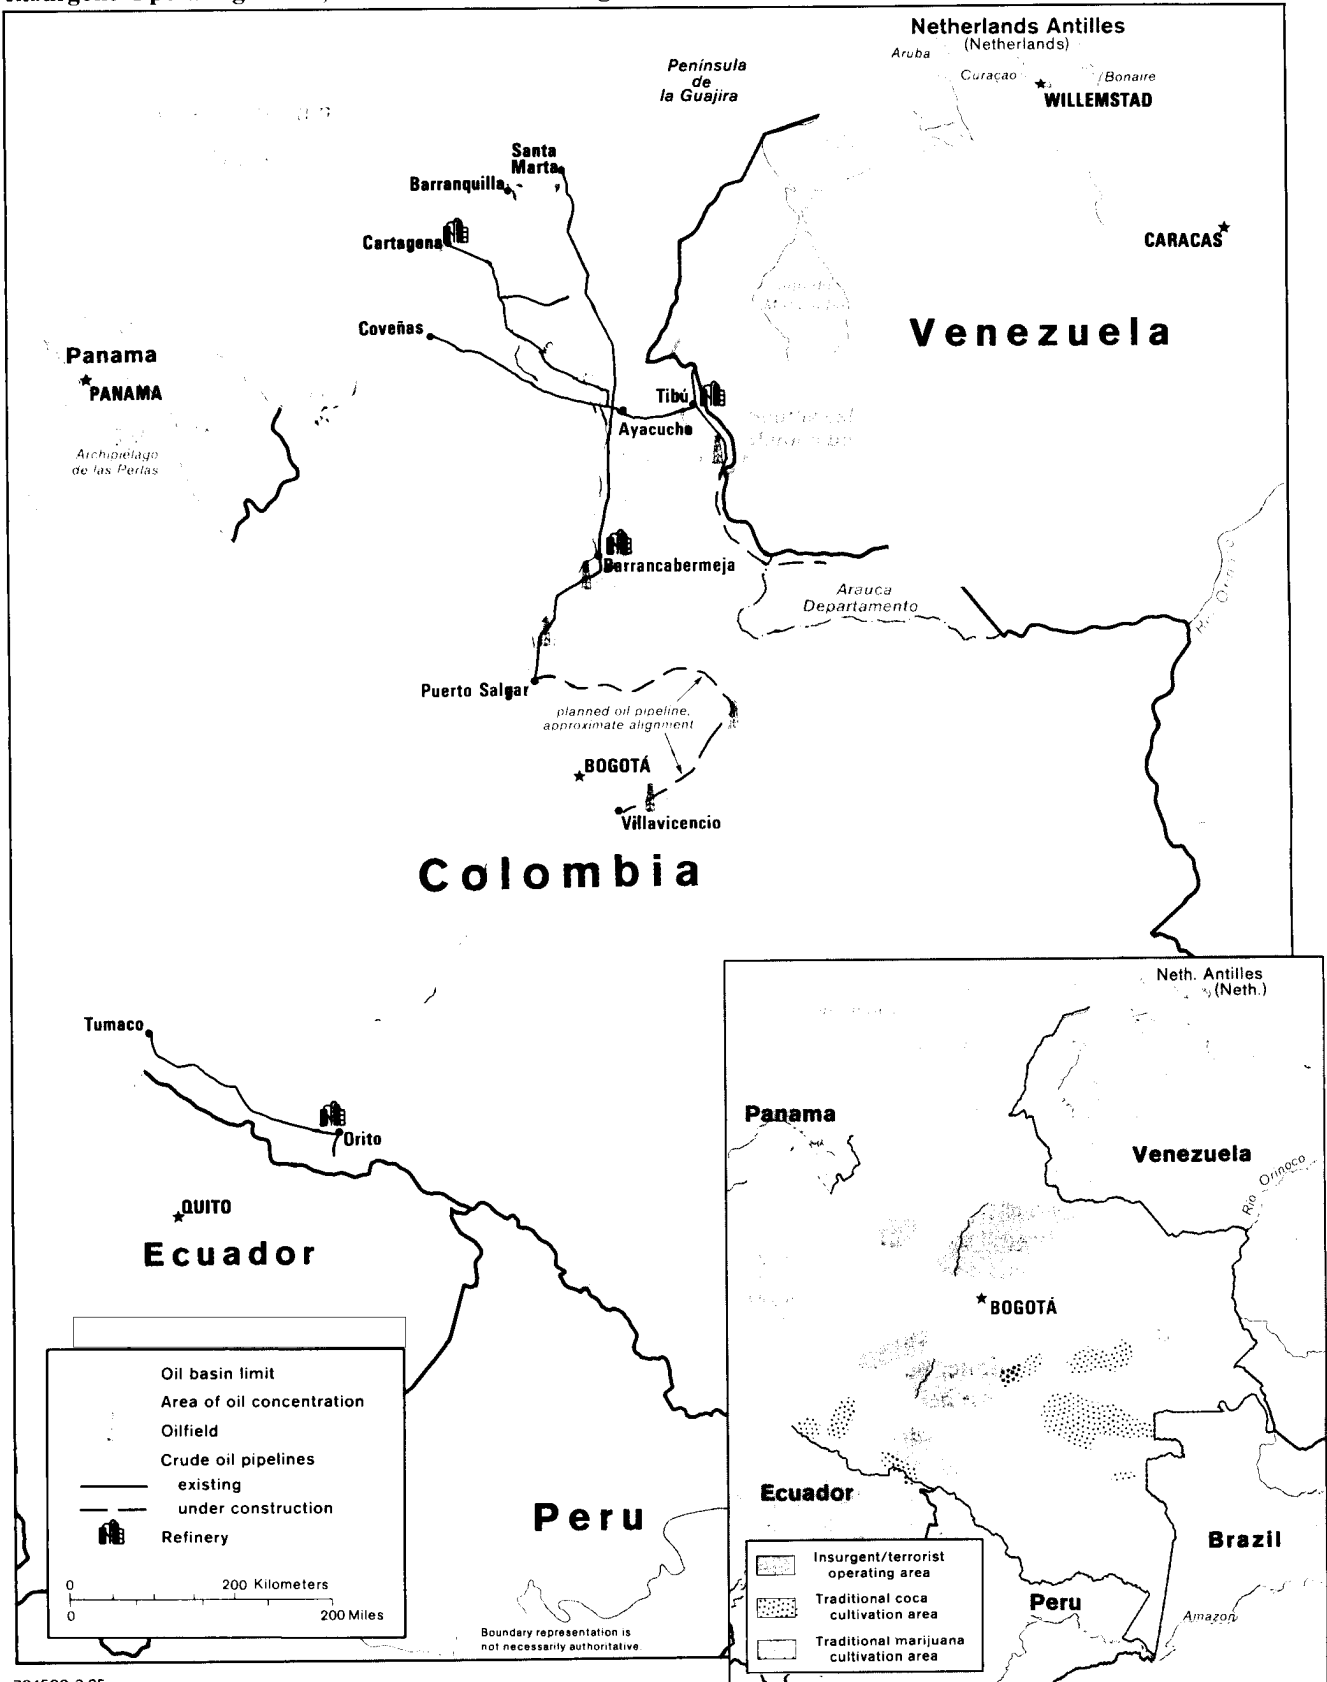 Netherlands Antilles
(Netherlands)
Aruba
Curaçao
Bonaire
WILLEMSTAD
Península
de
la Guajira
Santa
Marta
Barranquilla
Cartagena
CARACAS
Coveñas
Venezuela
Panama
PANAMA
Tibú
Ayacucho
Archipiélago
de las Perlas
Barrancabermeja
Arauca
Departamento
Puerto Salgar
planned oil pipeline,
approximate alignment
BOGOTÁ
Villavicencio
Colombia
Tumaco
Orito
QUITO
Ecuador
Peru
Oil basin limit
Area of oil concentration
Oilfield
Crude oil pipelines
existing
under construction
Refinery
0 200 Kilometers
0 200 Miles
Boundary representation is
not necessarily authoritative.
Neth. Antilles
(Neth.)
Panama
Venezuela
Rio Orinoco
BOGOTÁ
Ecuador
Brazil
Peru
Amazon
Insurgent/terrorist
operating area
Traditional coca
cultivation area
Traditional marijuana
cultivation area